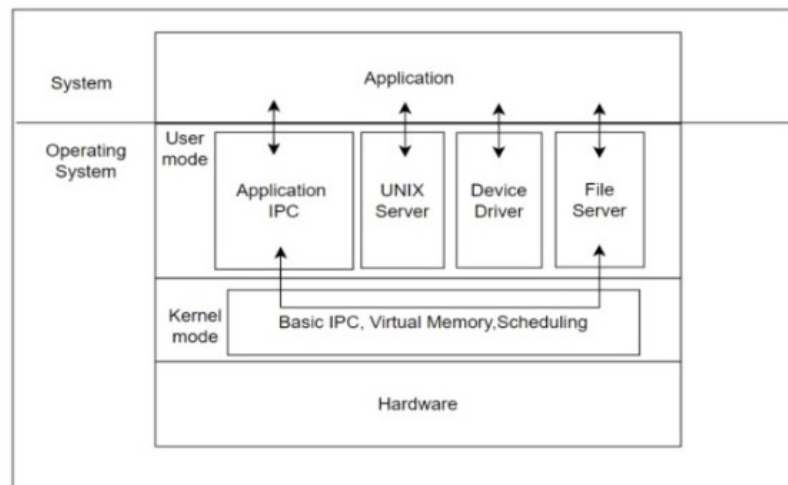 System
Application
Operating
System
User
mode
Application
IPC
UNIX
Server
Device
Driver
File
Server
Kernel
mode
Basic IPC, Virtual Memory,Scheduling
Hardware